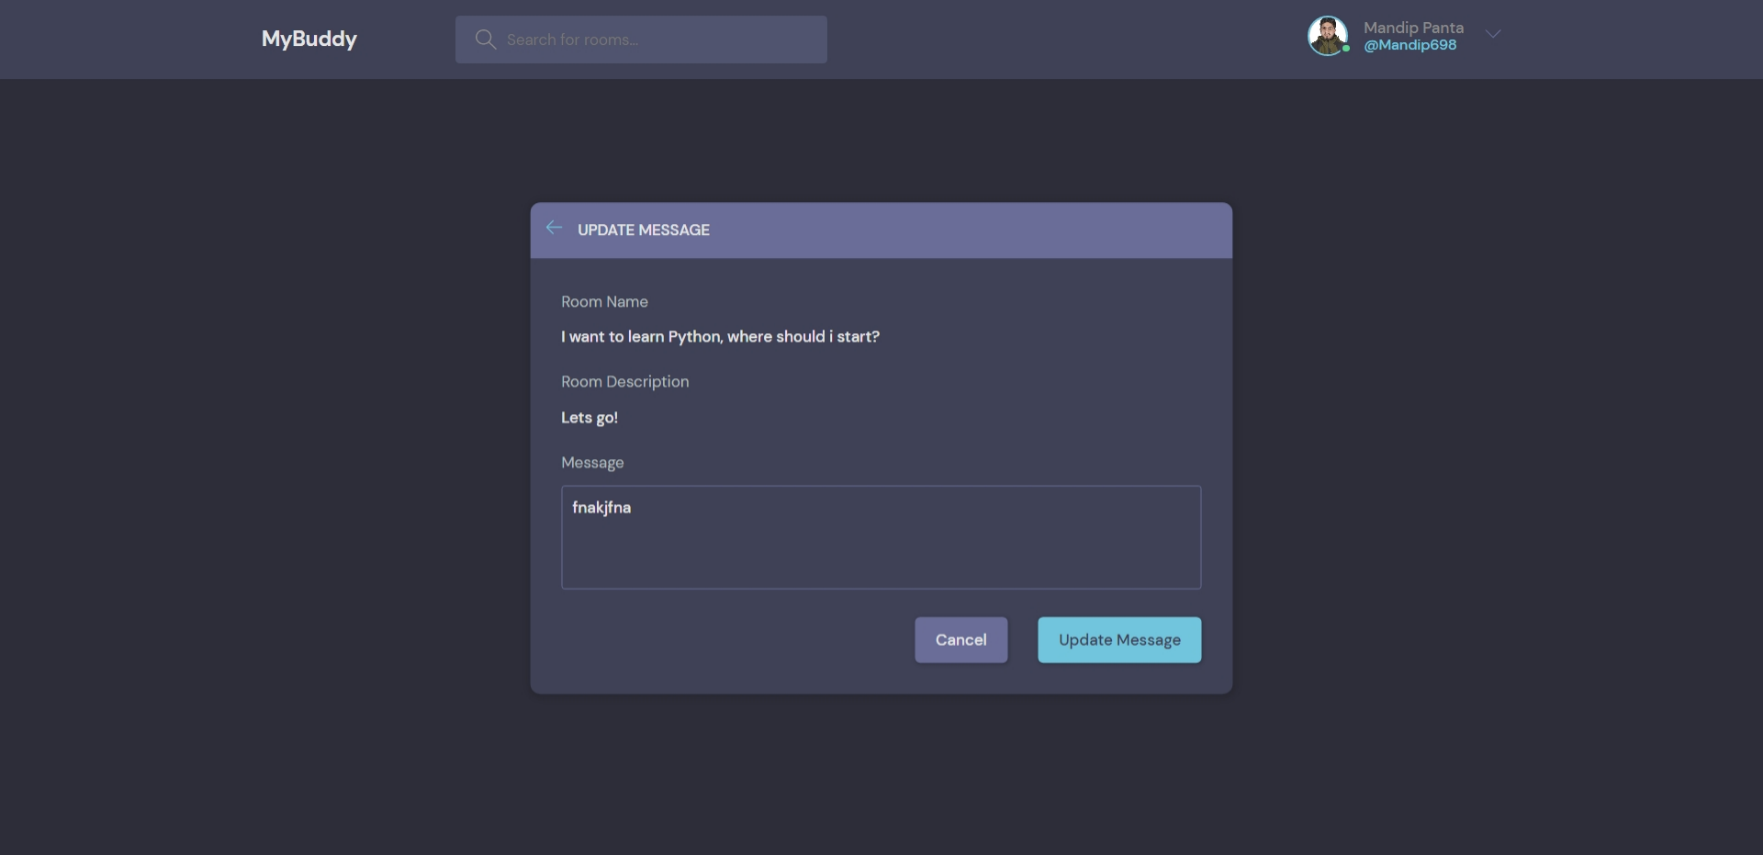 MyBuddy
Search for rooms...
Mandip Panta
@Mandip698
UPDATE MESSAGE
Room Name
I want to learn Python, where should i start?
Room Description
Lets go!
Message
fnakjfna
Cancel
Update Message